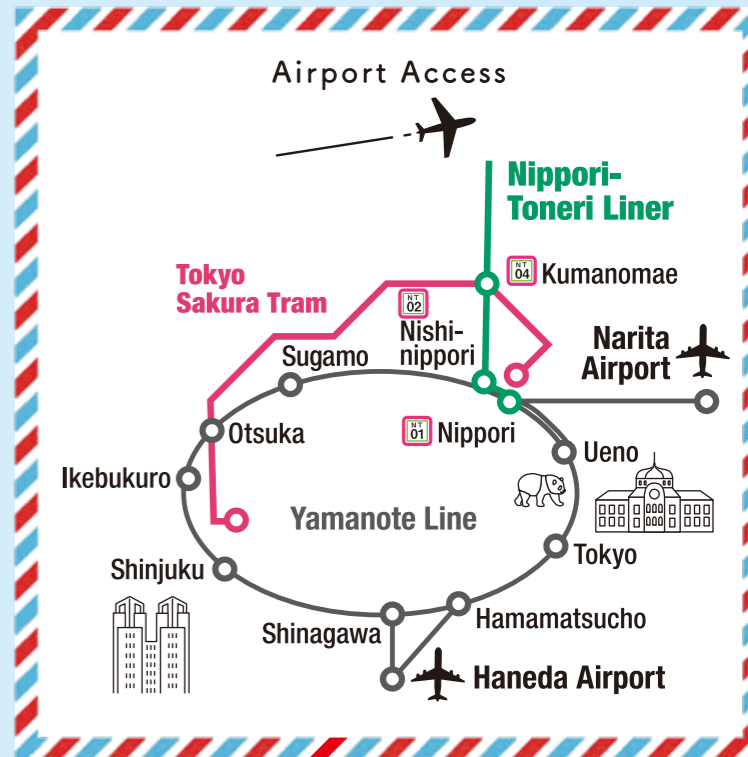 Airport Access
Nippori-
Toneri Liner
NT
04
Kumanomae
Tokyo
Sakura Tram
NT
02
Nishi-
nippori
Narita
Airport
Sugamo
Otsuka
NT
01
Nippori
Ueno
Ikebukuro
Yamanote Line
Tokyo
Shinjuku
Shinagawa
Hamamatsucho
Haneda Airport